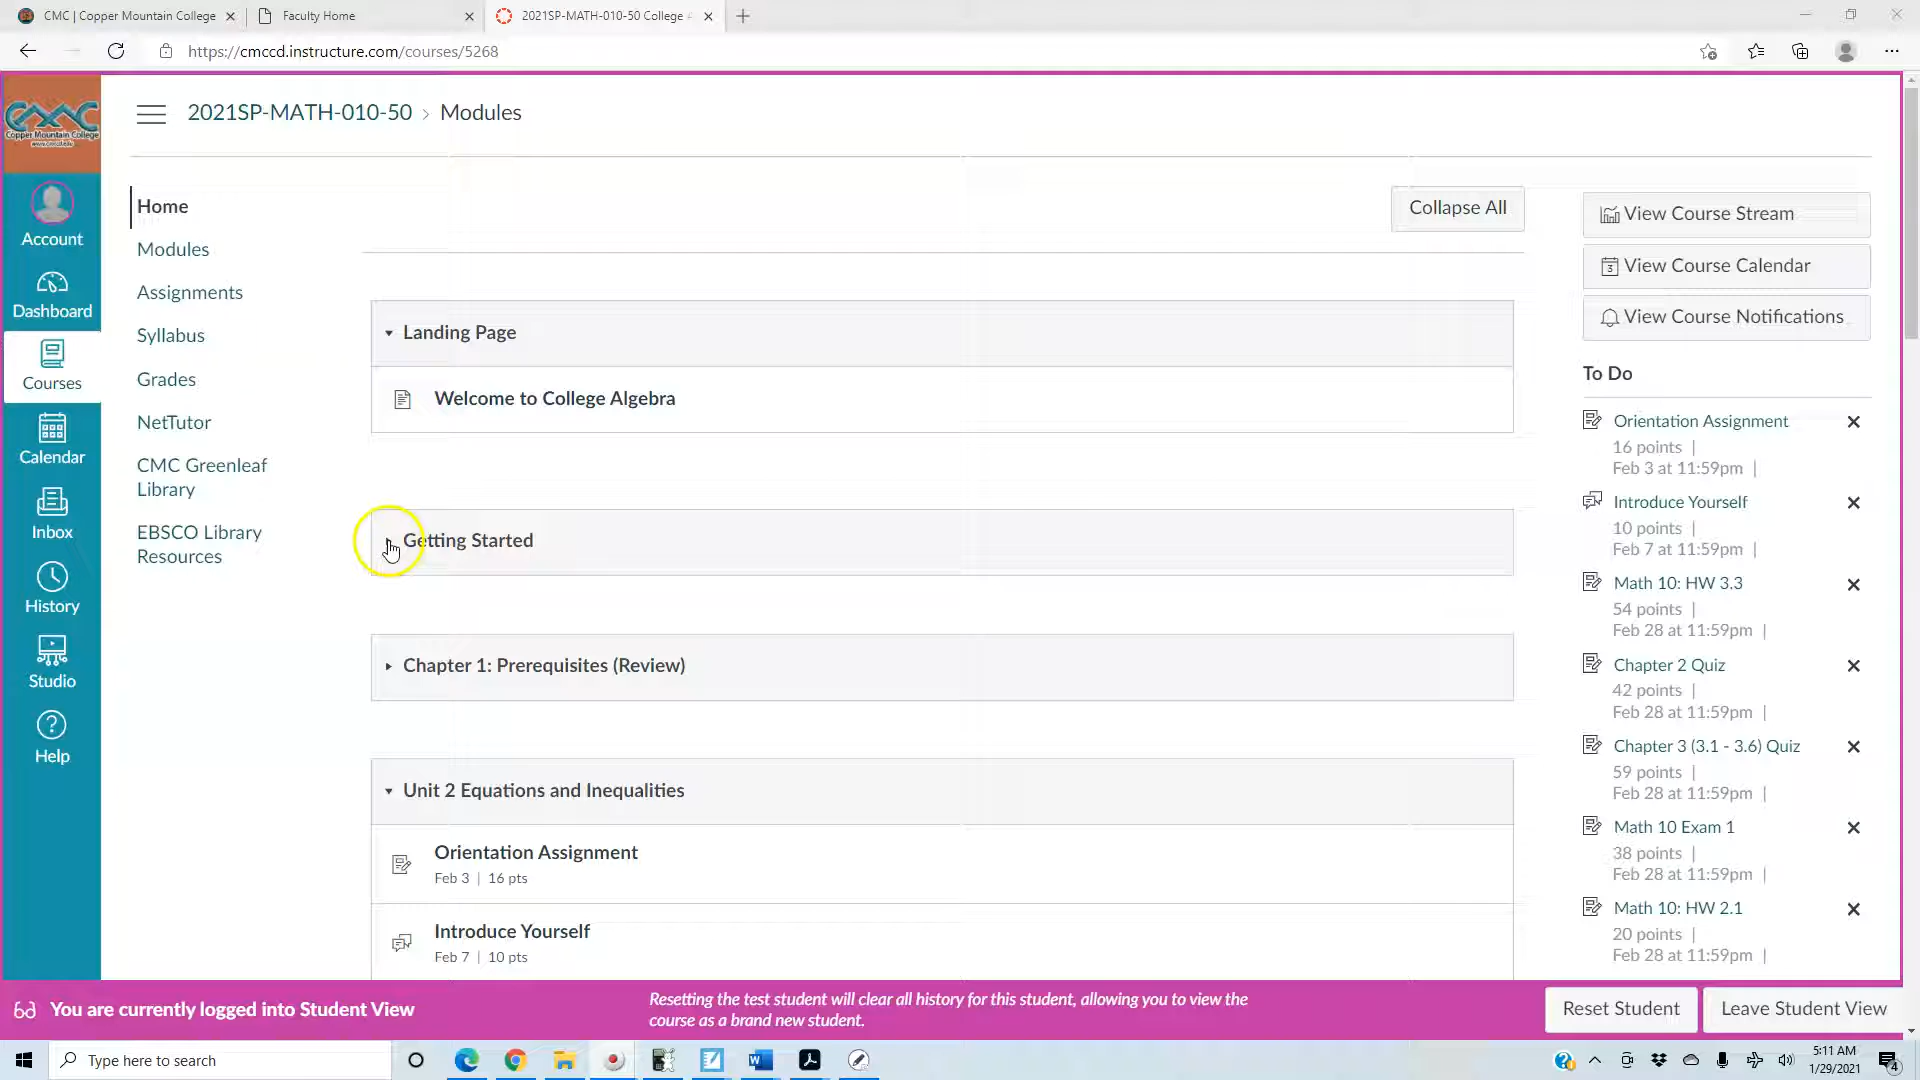 CMC | Copper Mountain College
Faculty Home
2021SP-MATH-010-50 College
https://cmccd.instructure.com/courses/5268
CMC
Copper Mountain College
2021SP-MATH-010-50 › Modules
Account
Dashboard
Courses
Calendar
Inbox
History
Studio
Help
Home
Modules
Assignments
Syllabus
Grades
NetTutor
CMC Greenleaf
Library
EBSCO Library
Resources
Collapse All
Landing Page
Welcome to College Algebra
Getting Started
Chapter 1: Prerequisites (Review)
Unit 2 Equations and Inequalities
Orientation Assignment
Feb 3 | 16 pts
Introduce Yourself
Feb 7 | 10 pts
View Course Stream
View Course Calendar
View Course Notifications
To Do
Orientation Assignment
16 points |
Feb 3 at 11:59pm |
Introduce Yourself
10 points |
Feb 7 at 11:59pm |
Math 10: HW 3.3
54 points |
Feb 28 at 11:59pm |
Chapter 2 Quiz
42 points |
Feb 28 at 11:59pm |
Chapter 3 (3.1 - 3.6) Quiz
59 points |
Feb 28 at 11:59pm |
Math 10 Exam 1
38 points |
Feb 28 at 11:59pm |
Math 10: HW 2.1
20 points |
Feb 28 at 11:59pm |
You are currently logged into Student View
Resetting the test student will clear all history for this student, allowing you to view the
course as a brand new student.
Reset Student
Leave Student View
Type here to search
5:11 AM
1/29/2021
4